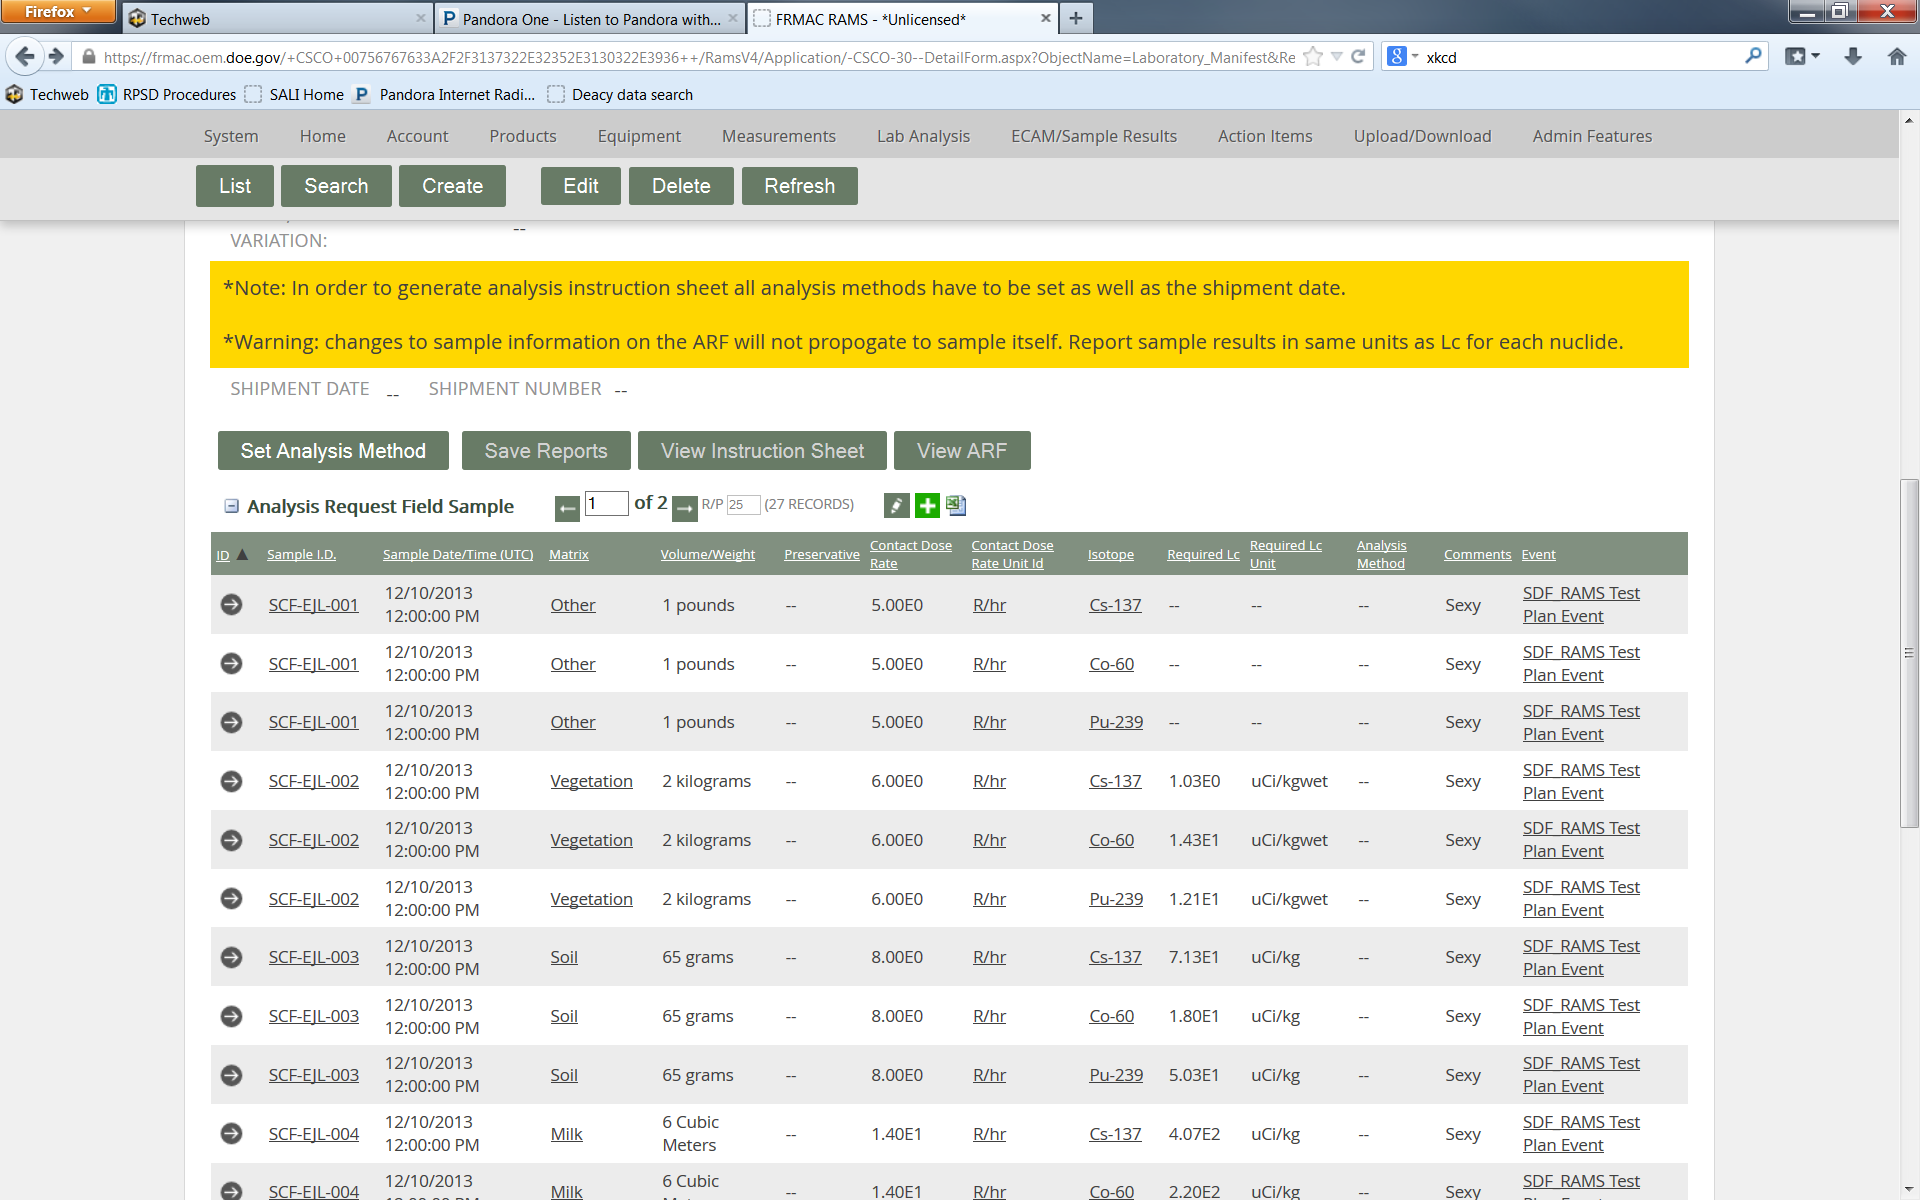 Firefox
Techweb
Pandora One - Listen to Pandora with...
FRMAC RAMS - *Unlicensed*
https://frmac.oem.doe.gov/+CSCO+00756767633A2F2F3137322E32352E3130322E3936++/RamsV4/Application/-CSCO-30--DetailForm.aspx?ObjectName=Laboratory_Manifest&Re
xkcd
Techweb RPSD Procedures SALI Home Pandora Internet Radi... Deacy data search
System Home Account Products Equipment Measurements Lab Analysis ECAM/Sample Results Action Items Upload/Download Admin Features
List Search Create Edit Delete Refresh
VARIATION: --
*Note: In order to generate analysis instruction sheet all analysis methods have to be set as well as the shipment date.
*Warning: changes to sample information on the ARF will not propogate to sample itself. Report sample results in same units as Lc for each nuclide.
SHIPMENT DATE -- SHIPMENT NUMBER --
Set Analysis Method Save Reports View Instruction Sheet View ARF
Analysis Request Field Sample 1 of 2 R/P 25 (27 RECORDS)
ID Sample I.D. Sample Date/Time (UTC) Matrix Volume/Weight Preservative Contact Dose Rate Contact Dose Rate Unit Id Isotope Required Lc Required Lc Unit Analysis Method Comments Event
SCF-EJL-001 12/10/2013 12:00:00 PM Other 1 pounds -- 5.00E0 R/hr Cs-137 -- -- -- Sexy SDF_RAMS Test Plan Event
SCF-EJL-001 12/10/2013 12:00:00 PM Other 1 pounds -- 5.00E0 R/hr Co-60 -- -- -- Sexy SDF_RAMS Test Plan Event
SCF-EJL-001 12/10/2013 12:00:00 PM Other 1 pounds -- 5.00E0 R/hr Pu-239 -- -- -- Sexy SDF_RAMS Test Plan Event
SCF-EJL-002 12/10/2013 12:00:00 PM Vegetation 2 kilograms -- 6.00E0 R/hr Cs-137 1.03E0 uCi/kgwet -- Sexy SDF_RAMS Test Plan Event
SCF-EJL-002 12/10/2013 12:00:00 PM Vegetation 2 kilograms -- 6.00E0 R/hr Co-60 1.43E1 uCi/kgwet -- Sexy SDF_RAMS Test Plan Event
SCF-EJL-002 12/10/2013 12:00:00 PM Vegetation 2 kilograms -- 6.00E0 R/hr Pu-239 1.21E1 uCi/kgwet -- Sexy SDF_RAMS Test Plan Event
SCF-EJL-003 12/10/2013 12:00:00 PM Soil 65 grams -- 8.00E0 R/hr Cs-137 7.13E1 uCi/kg -- Sexy SDF_RAMS Test Plan Event
SCF-EJL-003 12/10/2013 12:00:00 PM Soil 65 grams -- 8.00E0 R/hr Co-60 1.80E1 uCi/kg -- Sexy SDF_RAMS Test Plan Event
SCF-EJL-003 12/10/2013 12:00:00 PM Soil 65 grams -- 8.00E0 R/hr Pu-239 5.03E1 uCi/kg -- Sexy SDF_RAMS Test Plan Event
SCF-EJL-004 12/10/2013 12:00:00 PM Milk 6 Cubic Meters -- 1.40E1 R/hr Cs-137 4.07E2 uCi/kg -- Sexy SDF_RAMS Test Plan Event
SCF-EJL-004 12/10/2013 Milk 6 Cubic -- 1.40E1 R/hr Co-60 2.20E2 uCi/kg -- Sexy SDF_RAMS Test Plan Event